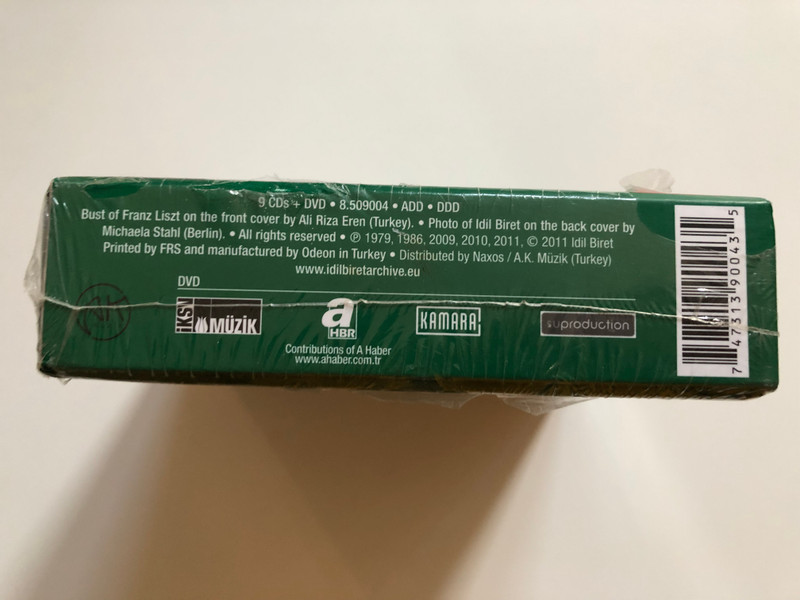 9 CDs + DVD • 8.509004 • ADD • DDD
Bust of Franz Liszt on the front cover by Ali Riza Eren (Turkey). • Photo of Idil Biret on the back cover by
Michaela Stahl (Berlin). • All rights reserved • ℗ 1979, 1986, 2009, 2010, 2011, © 2011 Idil Biret
Printed by FRS and manufactured by Odeon in Turkey • Distributed by Naxos / A.K. Müzik (Turkey)
www.idilbiretarchive.eu
DVD
IKSV MÜZİK
a HBR
KAMARA
suproduction
Contributions of A Haber
www.ahaber.com.tr
7 47313 90043 5